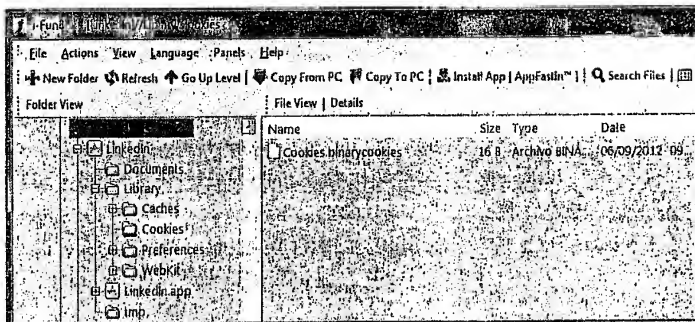 i-Fun
File Actions View Language Panels Help
New Folder Refresh Go Up Level | Copy From PC Copy To PC | Install App [ AppFastIn™ ] | Search Files |
Folder View
File View | Details
Name Size Type Date
LinkedIn
Cookies.binarycookies 16 B Archivo BINA... 06/09/2012 09...
Documents
Library
Caches
Cookies
Preferences
WebKit
LinkedIn.app
tmp